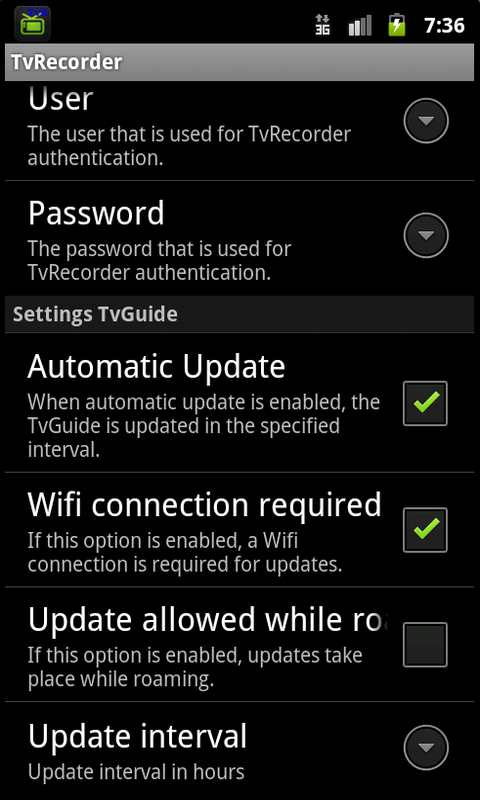 3G 7:36
TvRecorder
User
The user that is used for TvRecorder
authentication.
Password
The password that is used for
TvRecorder authentication.
Settings TvGuide
Automatic Update
When automatic update is enabled, the
TvGuide is updated in the specified
interval.
Wifi connection required
If this option is enabled, a Wifi
connection is required for updates.
Update allowed while roa
If this option is enabled, updates take
place while roaming.
Update interval
Update interval in hours